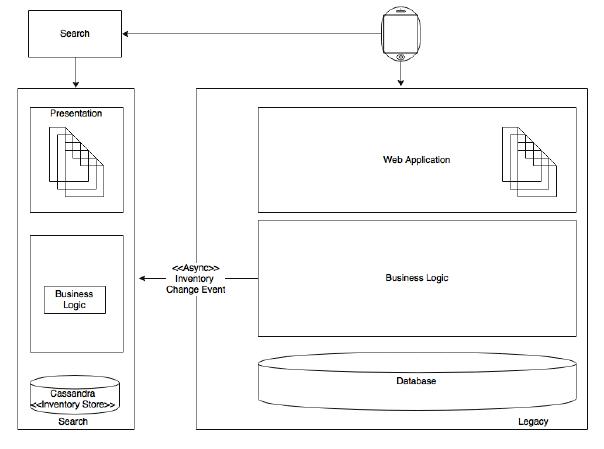 Search
Presentation
Web Application
<<Async>>
Inventory
Change Event
Business Logic
Business
Logic
Database
Cassandra
<<Inventory Store>>
Search
Legacy